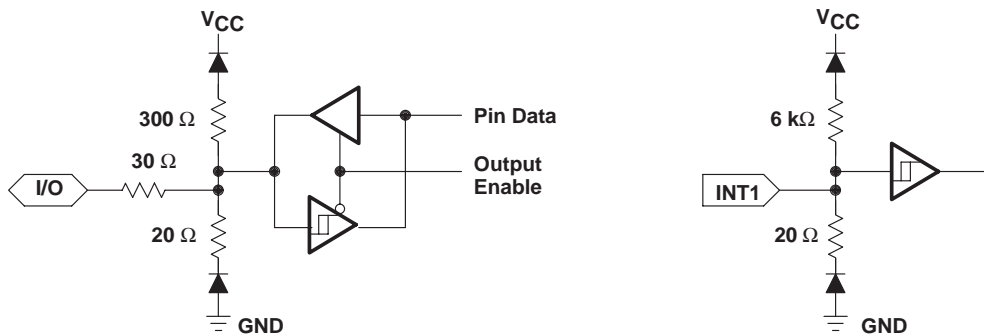 VCC
300 Ω
30 Ω
I/O
20 Ω
GND
Pin Data
Output
Enable
VCC
6 kΩ
INT1
20 Ω
GND